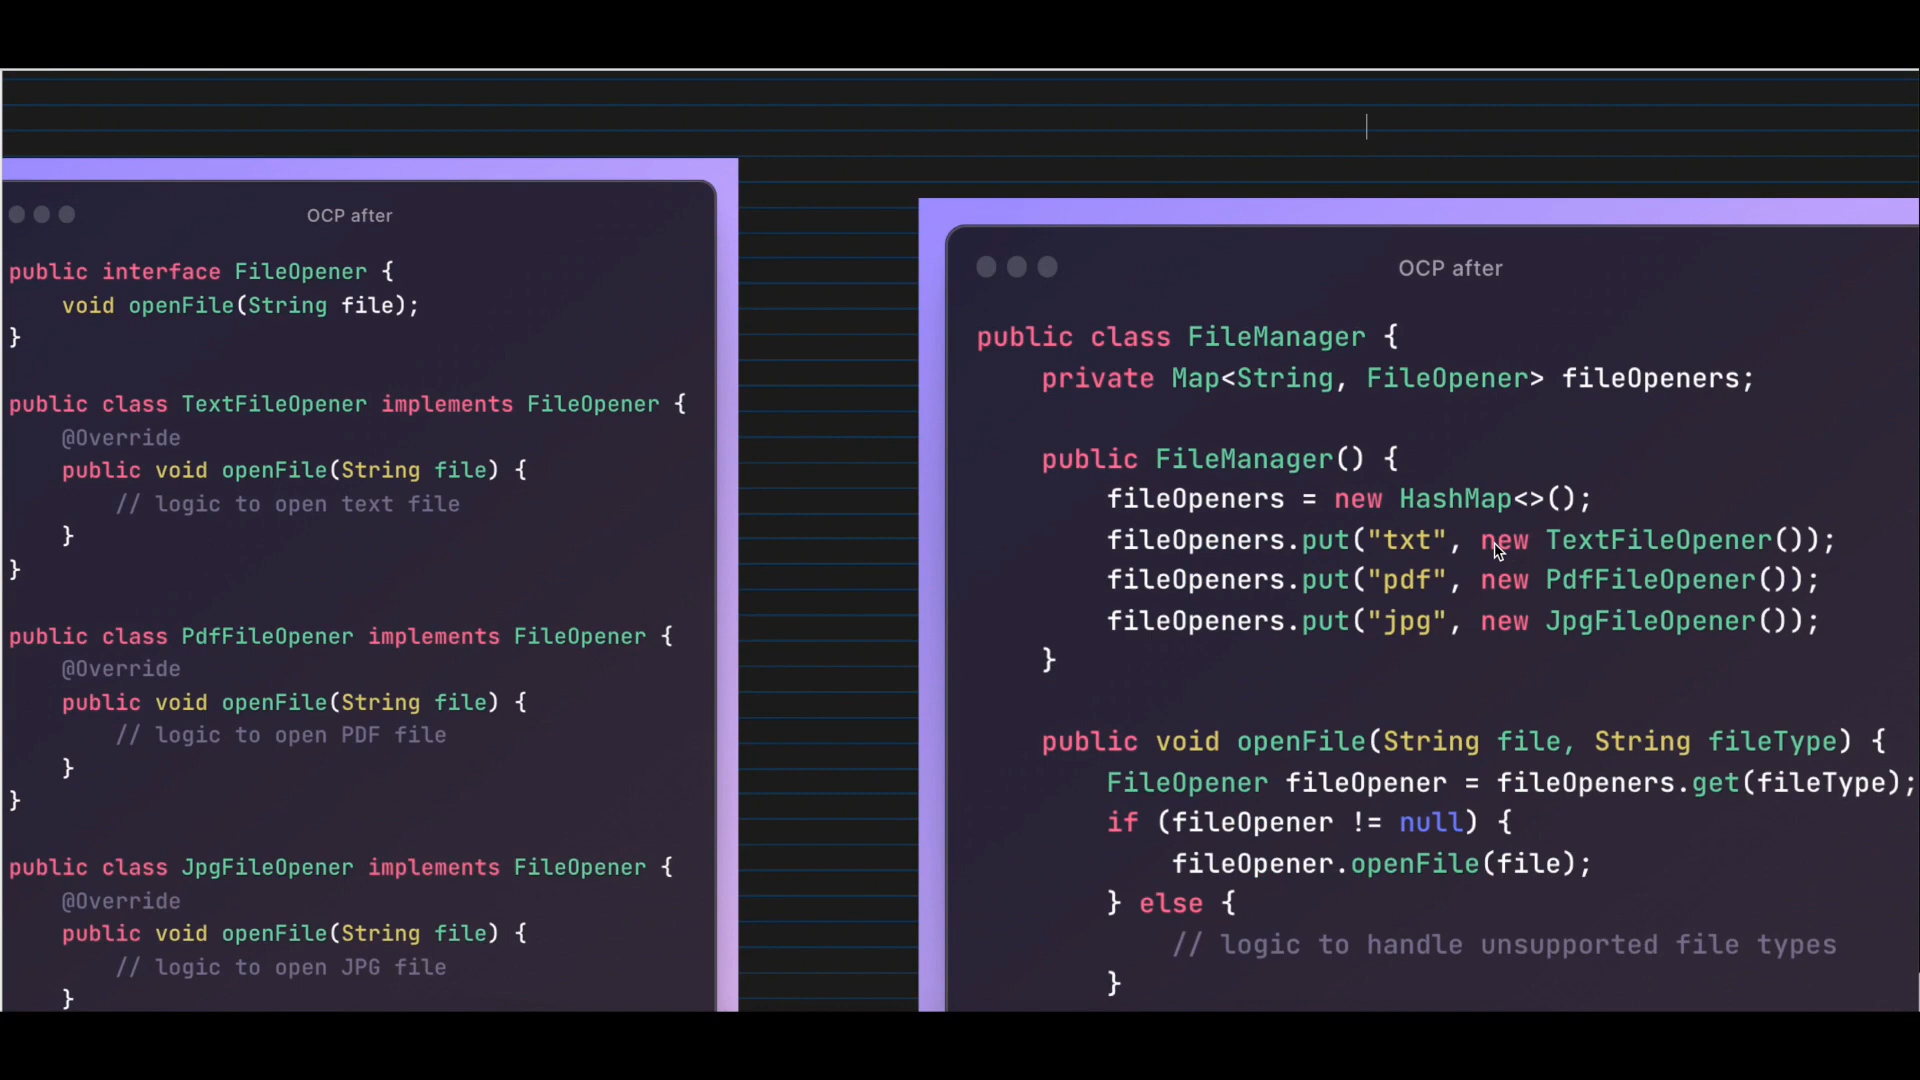 OCP after
public interface FileOpener {
    void openFile(String file);
}
public class TextFileOpener implements FileOpener {
    @Override
    public void openFile(String file) {
        // logic to open text file
    }
}
public class PdfFileOpener implements FileOpener {
    @Override
    public void openFile(String file) {
        // logic to open PDF file
    }
}
public class JpgFileOpener implements FileOpener {
    @Override
    public void openFile(String file) {
        // logic to open JPG file
    }
OCP after
public class FileManager {
    private Map<String, FileOpener> fileOpeners;
    public FileManager() {
        fileOpeners = new HashMap<>();
        fileOpeners.put("txt", new TextFileOpener());
        fileOpeners.put("pdf", new PdfFileOpener());
        fileOpeners.put("jpg", new JpgFileOpener());
    }
    public void openFile(String file, String fileType) {
        FileOpener fileOpener = fileOpeners.get(fileType);
        if (fileOpener != null) {
            fileOpener.openFile(file);
        } else {
            // logic to handle unsupported file types
        }